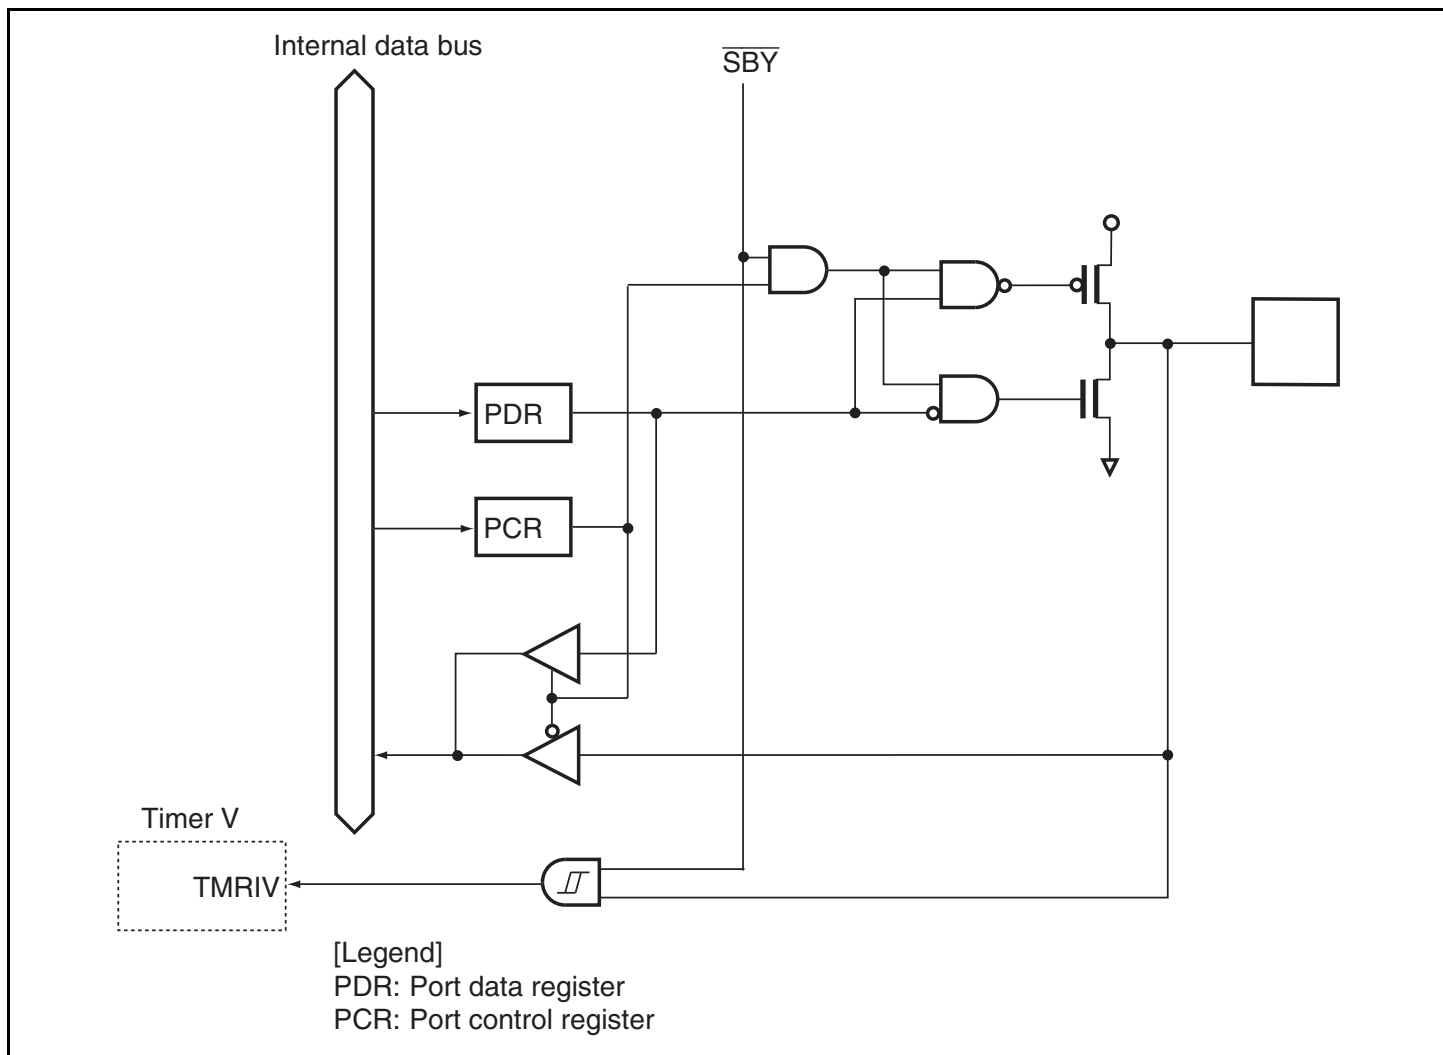 Internal data bus
SBY
PDR
PCR
Timer V
TMRIV
[Legend]
PDR: Port data register
PCR: Port control register